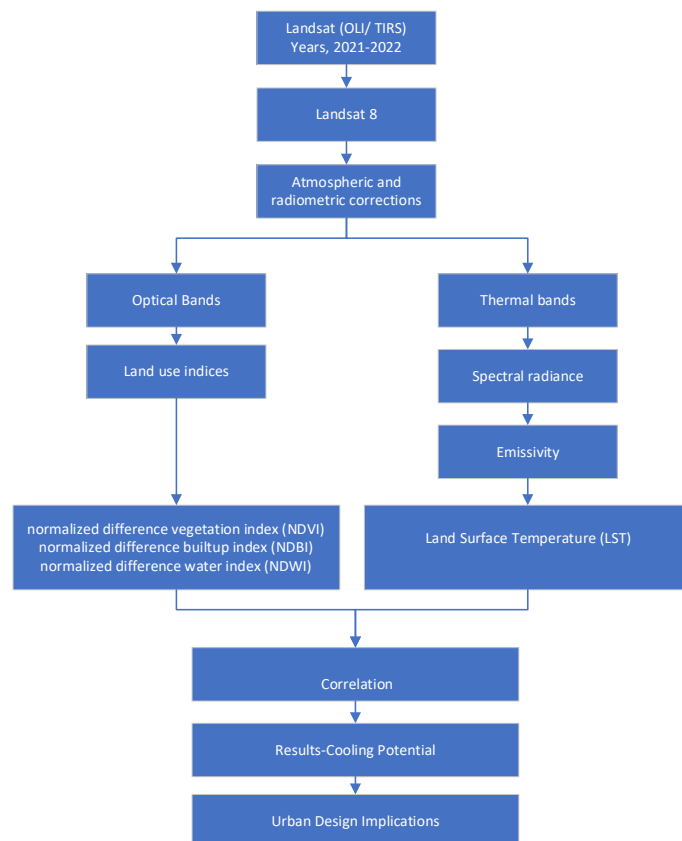 Landsat (OLI/ TIRS)
Years, 2021-2022
Landsat 8
Atmospheric and
radiometric corrections
Optical Bands
Thermal bands
Land use indices
Spectral radiance
Emissivity
normalized difference vegetation index (NDVI)
normalized difference builtup index (NDBI)
normalized difference water index (NDWI)
Land Surface Temperature (LST)
Correlation
Results-Cooling Potential
Urban Design Implications